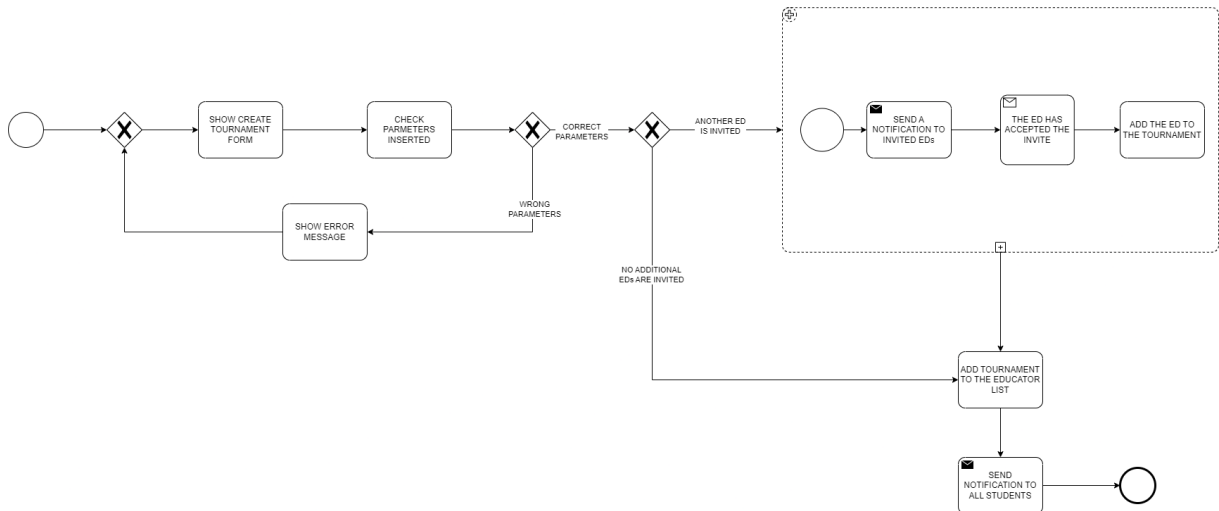 SHOW CREATE
TOURNAMENT
FORM
CHECK
PARMETERS
INSERTED
CORRECT
PARAMETERS
WRONG
PARAMETERS
SHOW ERROR
MESSAGE
ANOTHER ED
IS INVITED
NO ADDITIONAL
EDs ARE INVITED
SEND A
NOTIFICATION TO
INVITED EDs
THE ED HAS
ACCEPTED THE
INVITE
ADD THE ED TO
THE TOURNAMENT
ADD TOURNAMENT
TO THE EDUCATOR
LIST
SEND
NOTIFICATION TO
ALL STUDENTS